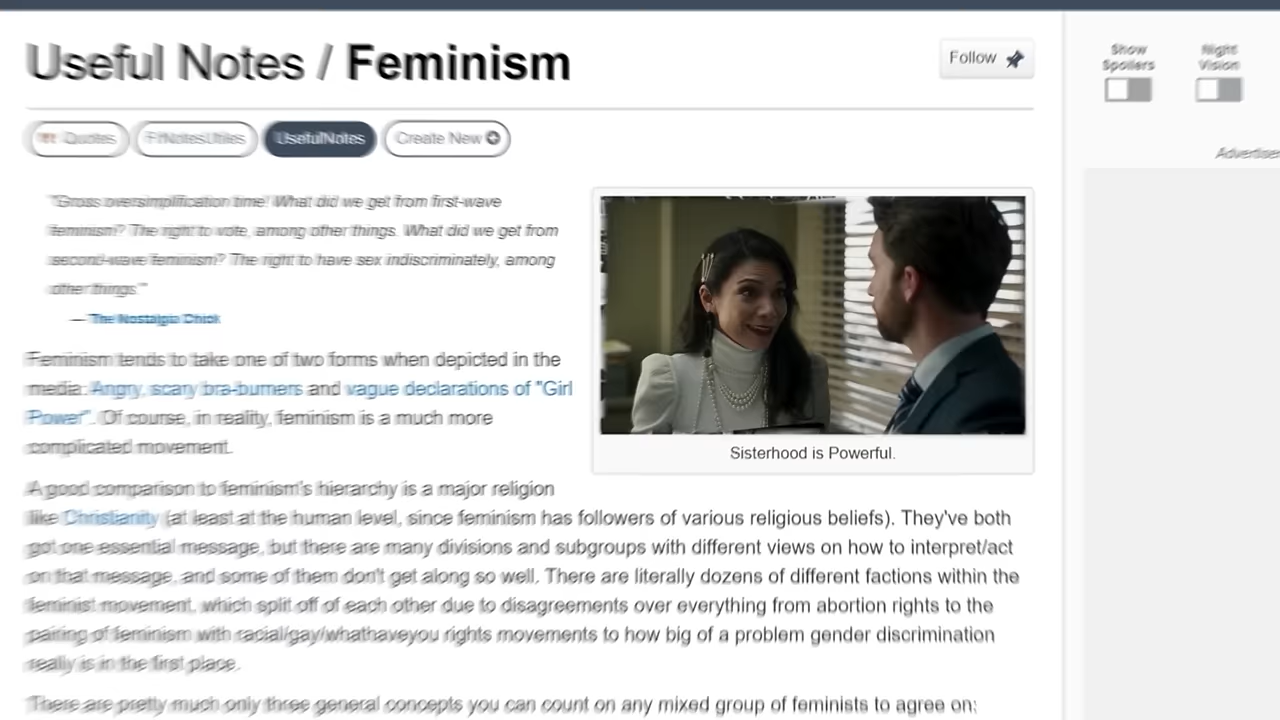 Useful Notes / Feminism
Follow
Show
Spoilers
Night
Vision
Quotes
UsefulNotes
Create New
"Gross oversimplification time! What did we get from first-wave
feminism? The right to vote, among other things. What did we get from
second-wave feminism? The right to have sex indiscriminately, among
other things."
— The Nostalgia Chick
Sisterhood is Powerful.
Feminism tends to take one of two forms when depicted in the
media: Angry, scary bra-burners and vague declarations of "Girl
Power". Of course, in reality, feminism is a much more
complicated movement.
A good comparison to feminism's hierarchy is a major religion
like Christianity (at least at the human level, since feminism has followers of various religious beliefs). They've both
got one essential message, but there are many divisions and subgroups with different views on how to interpret/act
on that message, and some of them don't get along so well. There are literally dozens of different factions within the
feminist movement, which split off of each other due to disagreements over everything from abortion rights to the
pairing of feminism with racial/gay/whathaveyou rights movements to how big of a problem gender discrimination
really is in the first place.
There are pretty much only three general concepts you can count on any mixed group of feminists to agree on: